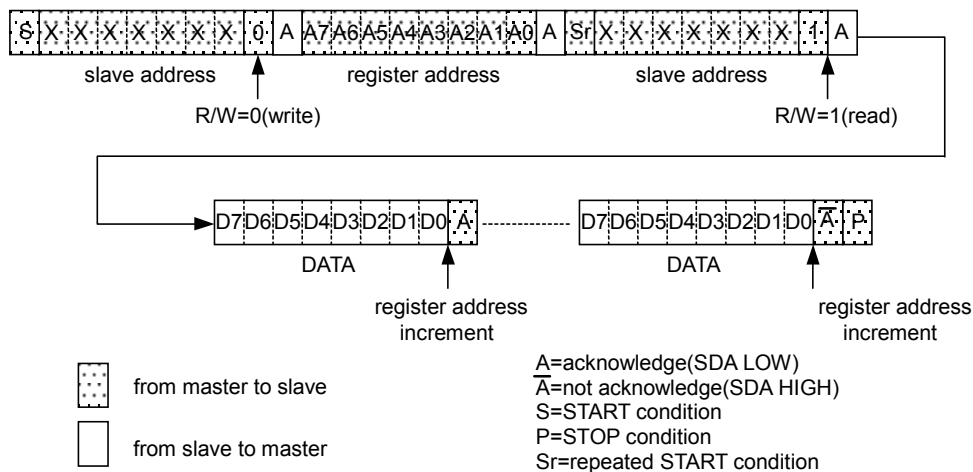 S X X X X X X X 0 A A7 A6 A5 A4 A3 A2 A1 A0 A Sr X X X X X X X 1 A
slave address register address slave address
R/W=0(write) R/W=1(read)
D7 D6 D5 D4 D3 D2 D1 D0 A D7 D6 D5 D4 D3 D2 D1 D0 A̅ P
DATA DATA
register address register address
increment increment
A=acknowledge(SDA LOW)
from master to slave
A̅=not acknowledge(SDA HIGH)
S=START condition
P=STOP condition
from slave to master
Sr=repeated START condition